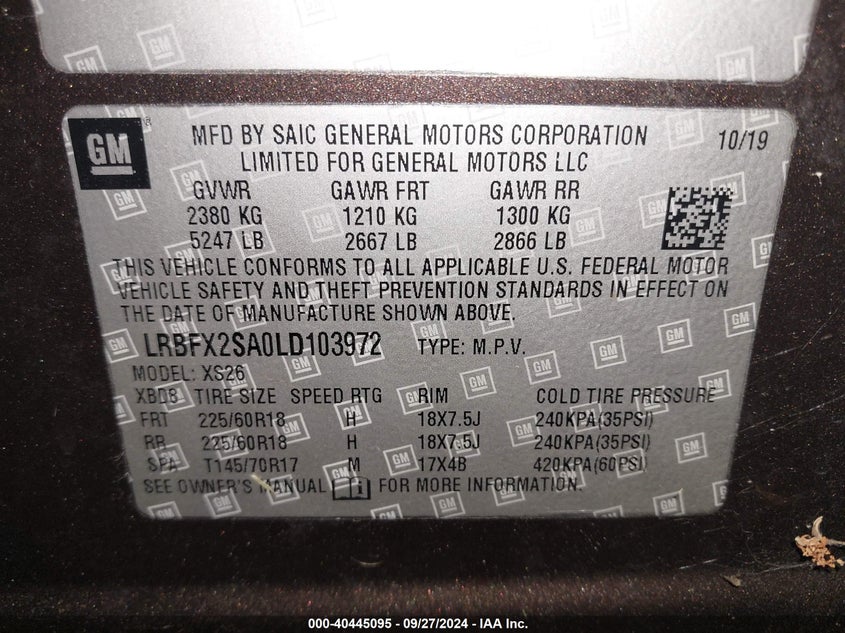 GM
MFD BY SAIC GENERAL MOTORS CORPORATION 10/19
LIMITED FOR GENERAL MOTORS LLC
GVWR GAWR FRT GAWR RR
2380 KG 1210 KG 1300 KG
5247 LB 2667 LB 2866 LB
THIS VEHICLE CONFORMS TO ALL APPLICABLE U.S. FEDERAL MOTOR
VEHICLE SAFETY AND THEFT PREVENTION STANDARDS IN EFFECT ON
THE DATE OF MANUFACTURE SHOWN ABOVE.
LRBFX2SA0LD103972 TYPE: M.P.V.
MODEL: XS26
TIRE SIZE SPEED RTG RIM COLD TIRE PRESSURE
FRT 225/60R18 H 18X7.5J 240KPA(35PSI)
RR 225/60R18 H 18X7.5J 240KPA(35PSI)
SPA T145/70R17 M 17X4B 420KPA(60PSI)
SEE OWNER'S MANUAL FOR MORE INFORMATION.
000-40445095 - 09/27/2024 - IAA Inc.